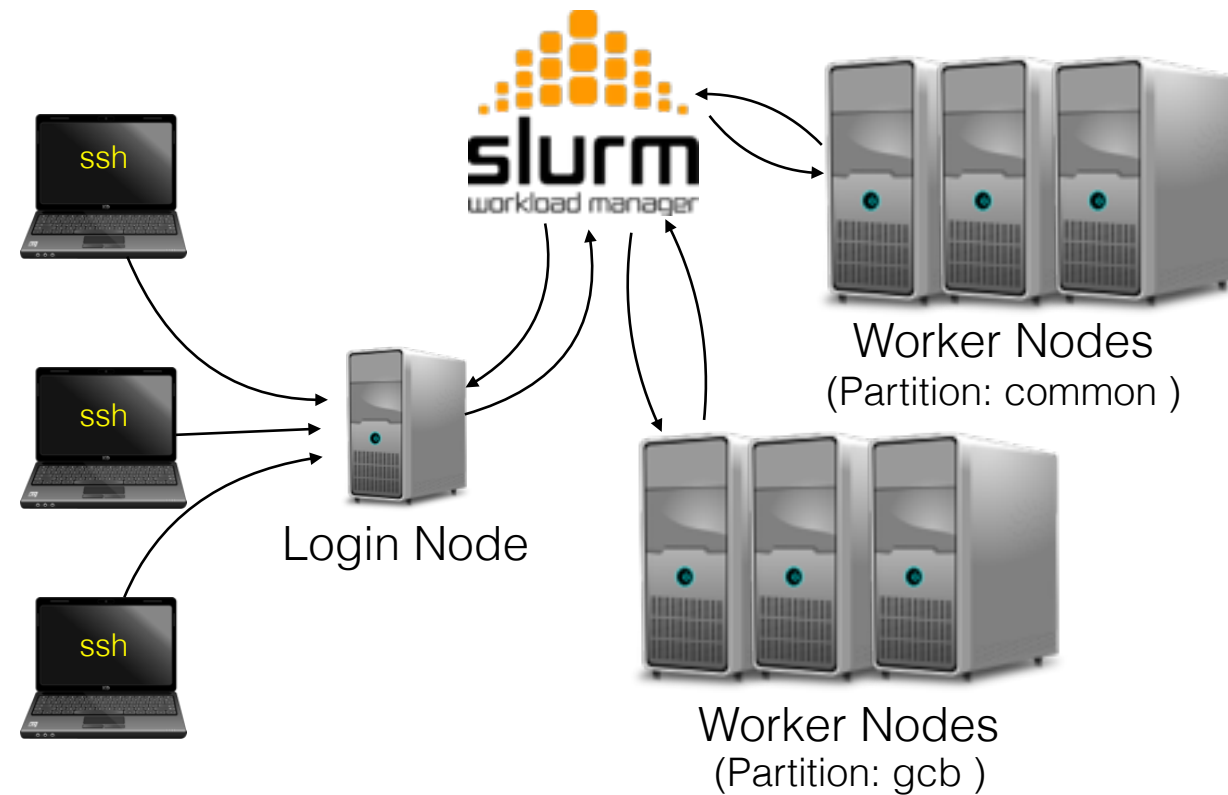 ssh
ssh
ssh
slurm
workload manager
Login Node
Worker Nodes
(Partition: common )
Worker Nodes
(Partition: gcb )